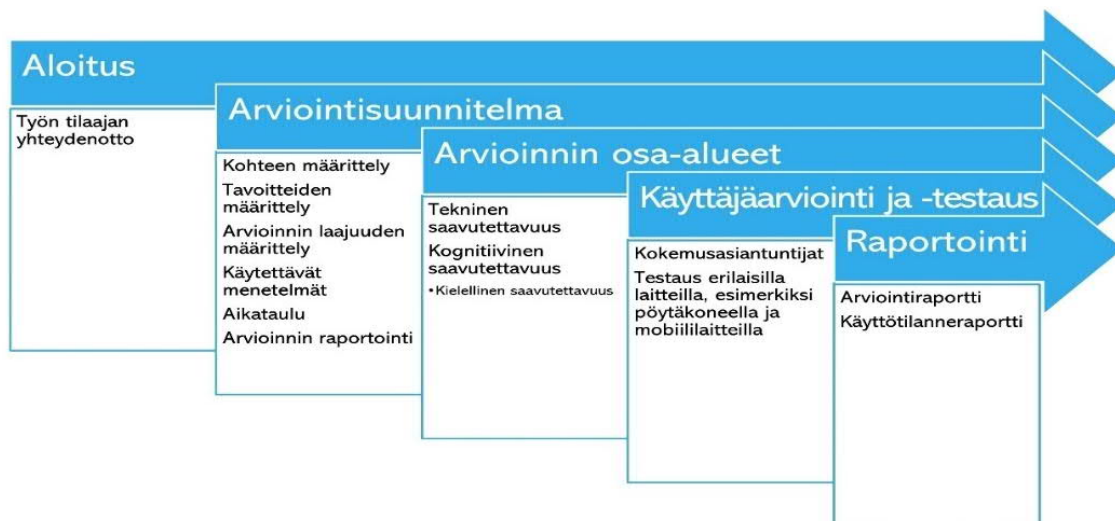 Aloitus
Työn tilaajan
yhteydenotto
Arviointisuunnitelma
Kohteen määrittely
Tavoitteiden
määrittely
Arvioinnin laajuuden
määrittely
Käytettävät
menetelmät
Aikataulu
Arvioinnin raportointi
Arvioinnin osa-alueet
Tekninen
saavutettavuus
Kognitiivinen
saavutettavuus
•Kielellinen saavutettavuus
Käyttäjäarviointi ja -testaus
Kokemusasiantuntijat
Testaus erilaisilla
laitteilla, esimerkiksi
pöytäkoneella ja
mobiililaitteilla
Raportointi
Arviointiraportti
Käyttötilanneraportti